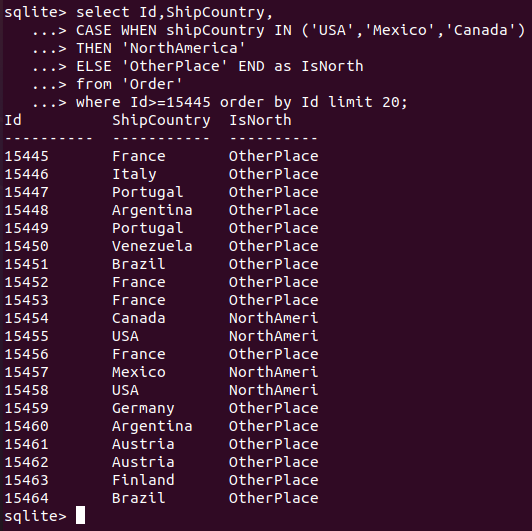 sqlite> select Id,ShipCountry,
   ...> CASE WHEN shipCountry IN ('USA','Mexico','Canada')
   ...> THEN 'NorthAmerica'
   ...> ELSE 'OtherPlace' END as IsNorth
   ...> from 'Order'
   ...> where Id>=15445 order by Id limit 20;
Id          ShipCountry  IsNorth
----------  -----------  ----------
15445       France       OtherPlace
15446       Italy        OtherPlace
15447       Portugal     OtherPlace
15448       Argentina    OtherPlace
15449       Portugal     OtherPlace
15450       Venezuela    OtherPlace
15451       Brazil       OtherPlace
15452       France       OtherPlace
15453       France       OtherPlace
15454       Canada       NorthAmeri
15455       USA          NorthAmeri
15456       France       OtherPlace
15457       Mexico       NorthAmeri
15458       USA          NorthAmeri
15459       Germany      OtherPlace
15460       Argentina    OtherPlace
15461       Austria      OtherPlace
15462       Austria      OtherPlace
15463       Finland      OtherPlace
15464       Brazil       OtherPlace
sqlite>